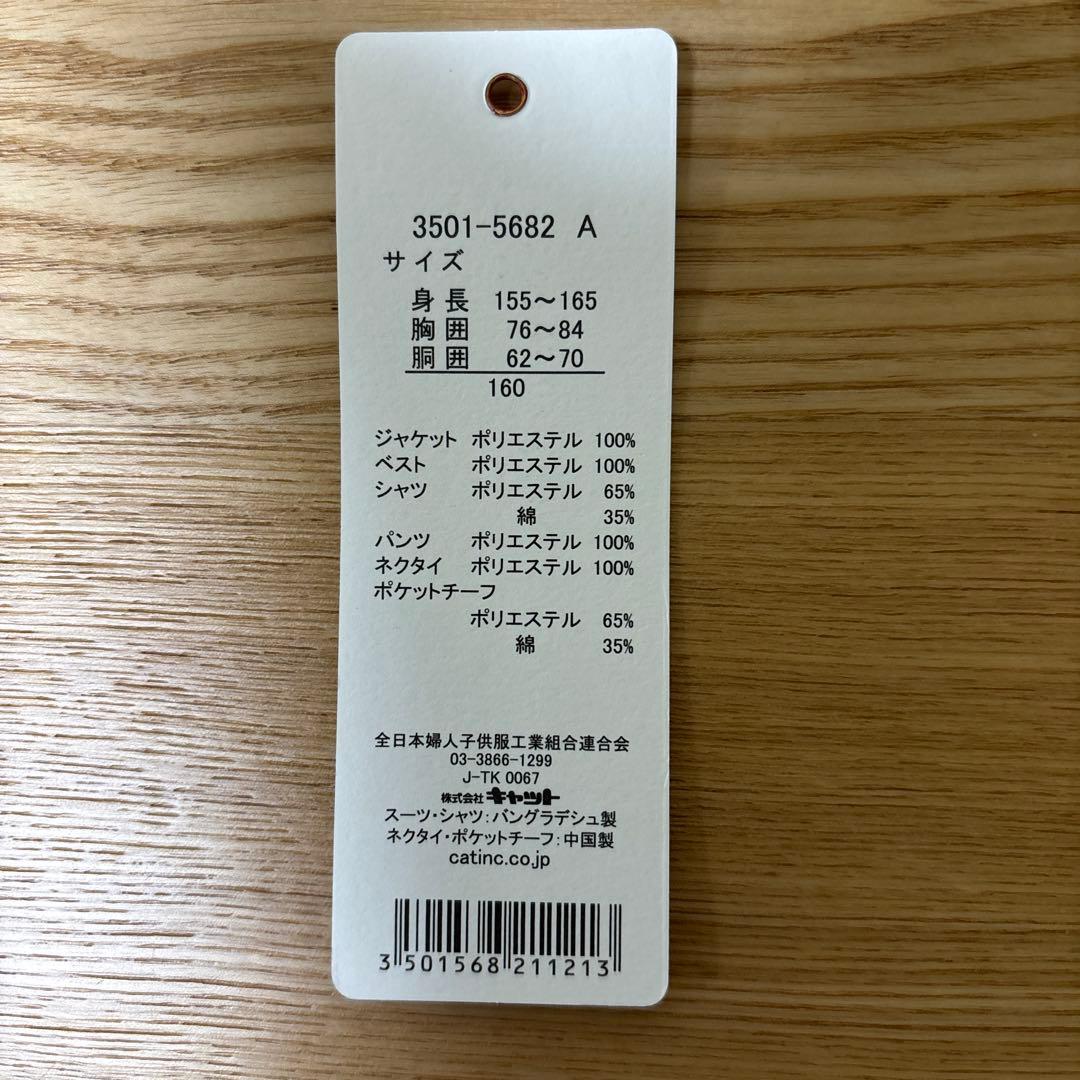 3501-5682 A
サイズ
身長 155～165
胸囲 76～84
胴囲 62～70
160
ジャケット ポリエステル 100%
ベスト ポリエステル 100%
シャツ ポリエステル 65%
綿 35%
パンツ ポリエステル 100%
ネクタイ ポリエステル 100%
ポケットチーフ
ポリエステル 65%
綿 35%
全日本婦人子供服工業組合連合会
03-3866-1299
J-TK 0067
株式会社 キャット
スーツ・シャツ：バングラデシュ製
ネクタイ・ポケットチーフ：中国製
catinc.co.jp
3 501568 211213